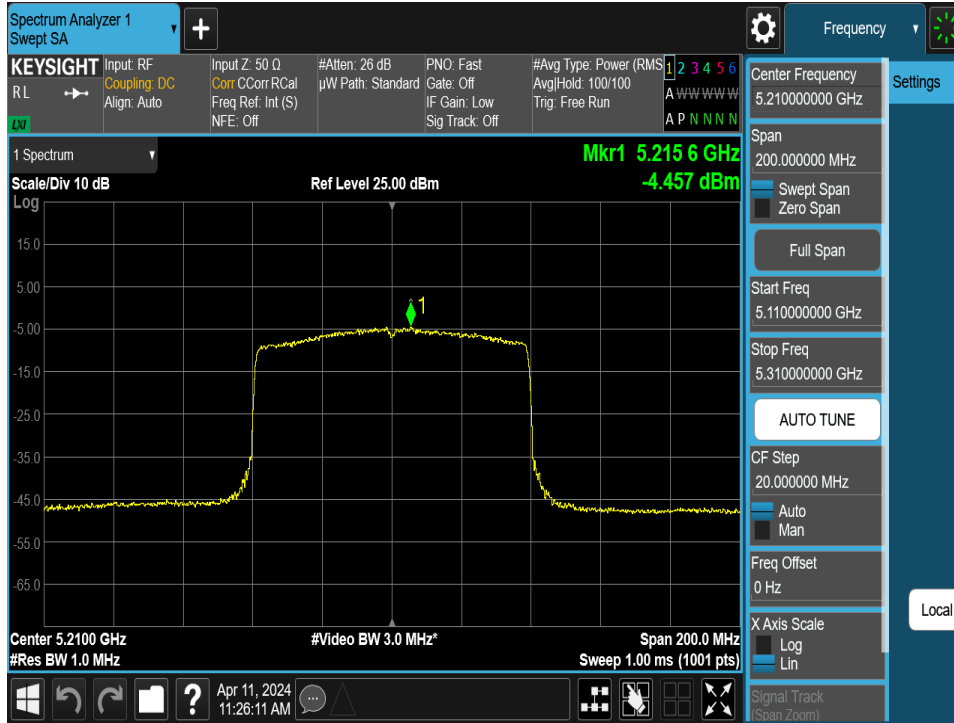 Spectrum Analyzer 1
Swept SA
+
Frequency
KEYSIGHT
RL
LXI
Input: RF
Coupling: DC
Align: Auto
Input Z: 50 Ω
Corr CCorr RCal
Freq Ref: Int (S)
NFE: Off
#Atten: 26 dB
µW Path: Standard
PNO: Fast
Gate: Off
IF Gain: Low
Sig Track: Off
#Avg Type: Power (RMS
Avg|Hold: 100/100
Trig: Free Run
1 2 3 4 5 6
A W W W W W
A P N N N N
1 Spectrum
Mkr1 5.215 6 GHz
Scale/Div 10 dB
Ref Level 25.00 dBm
-4.457 dBm
Log
15.0
5.00
-5.00
-15.0
-25.0
-35.0
-45.0
-55.0
-65.0
1
Center 5.2100 GHz
#Video BW 3.0 MHz*
Span 200.0 MHz
#Res BW 1.0 MHz
Sweep 1.00 ms (1001 pts)
Center Frequency
5.210000000 GHz
Span
200.000000 MHz
Swept Span
Zero Span
Full Span
Start Freq
5.110000000 GHz
Stop Freq
5.310000000 GHz
AUTO TUNE
CF Step
20.000000 MHz
Auto
Man
Freq Offset
0 Hz
X Axis Scale
Log
Lin
Signal Track
(Span Zoom)
Settings
Local
?
Apr 11, 2024
11:26:11 AM